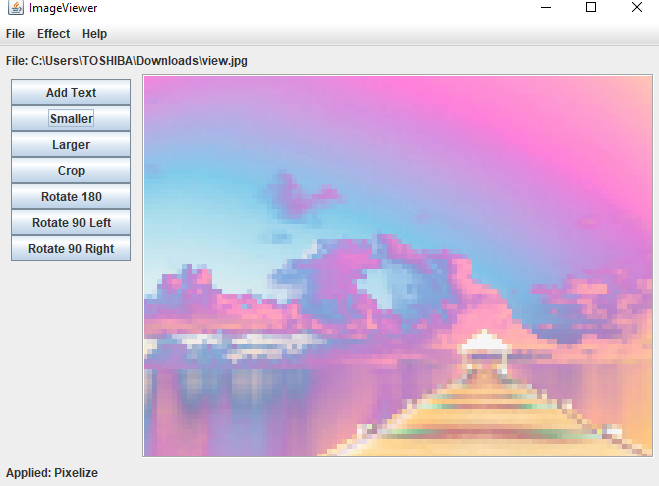 ImageViewer
File Effect Help
File: C:\Users\TOSHIBA\Downloads\view.jpg
Add Text
Smaller
Larger
Crop
Rotate 180
Rotate 90 Left
Rotate 90 Right
Applied: Pixelize